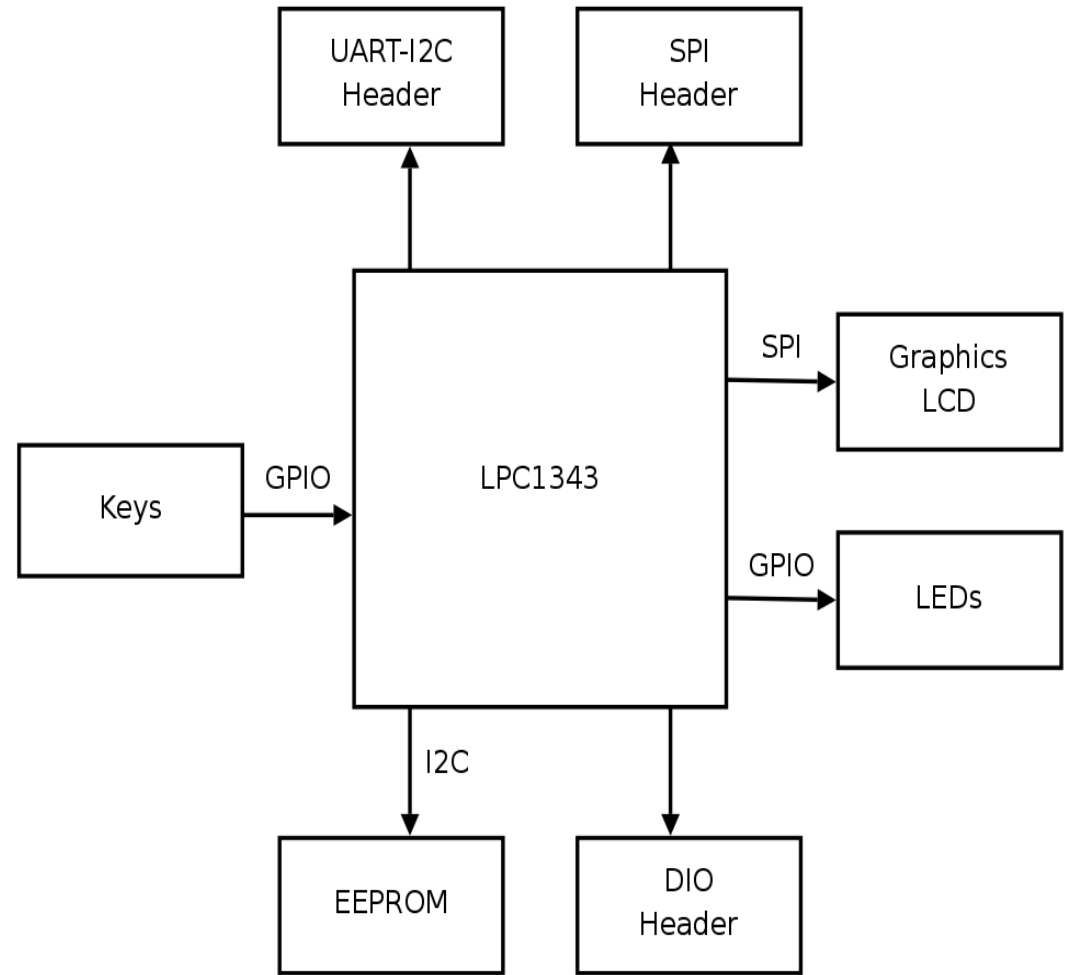 UART-I2C
Header
SPI
Header
SPI
Graphics
LCD
GPIO
Keys
LPC1343
GPIO
LEDs
I2C
EEPROM
DIO
Header